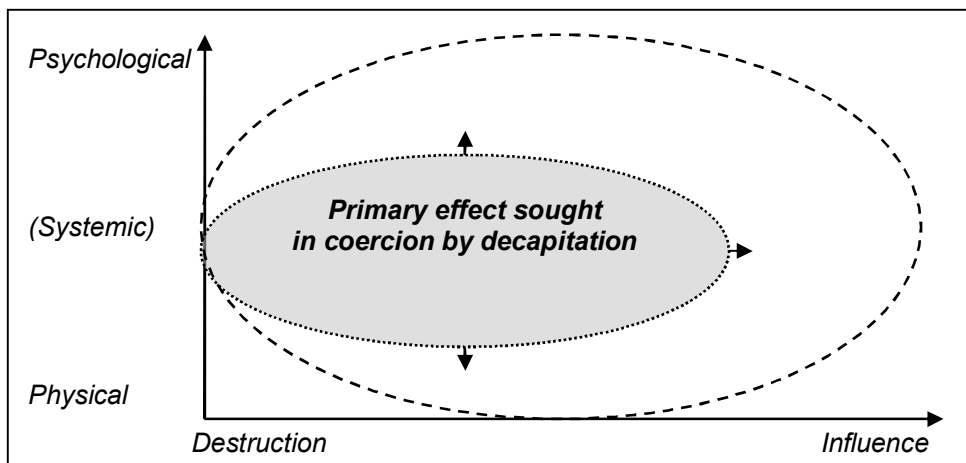 Psychological
(Systemic)
Primary effect sought
in coercion by decapitation
Physical
Destruction
Influence